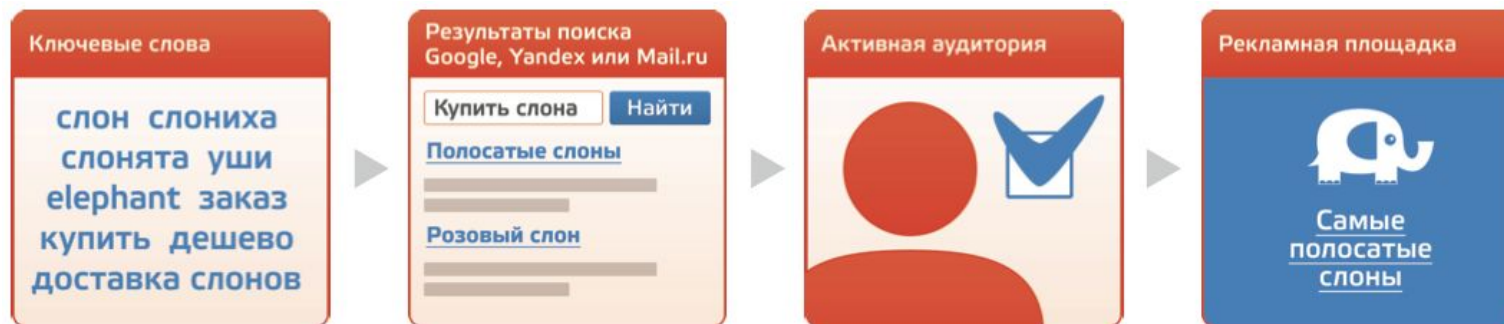 Ключевые слова
слон слониха
слонята уши
elephant заказ
купить дешево
доставка слонов
Результаты поиска
Google, Yandex или Mail.ru
Купить слона
Найти
Полосатые слоны
Розовый слон
Активная аудитория
Рекламная площадка
Самые
полосатые
слоны